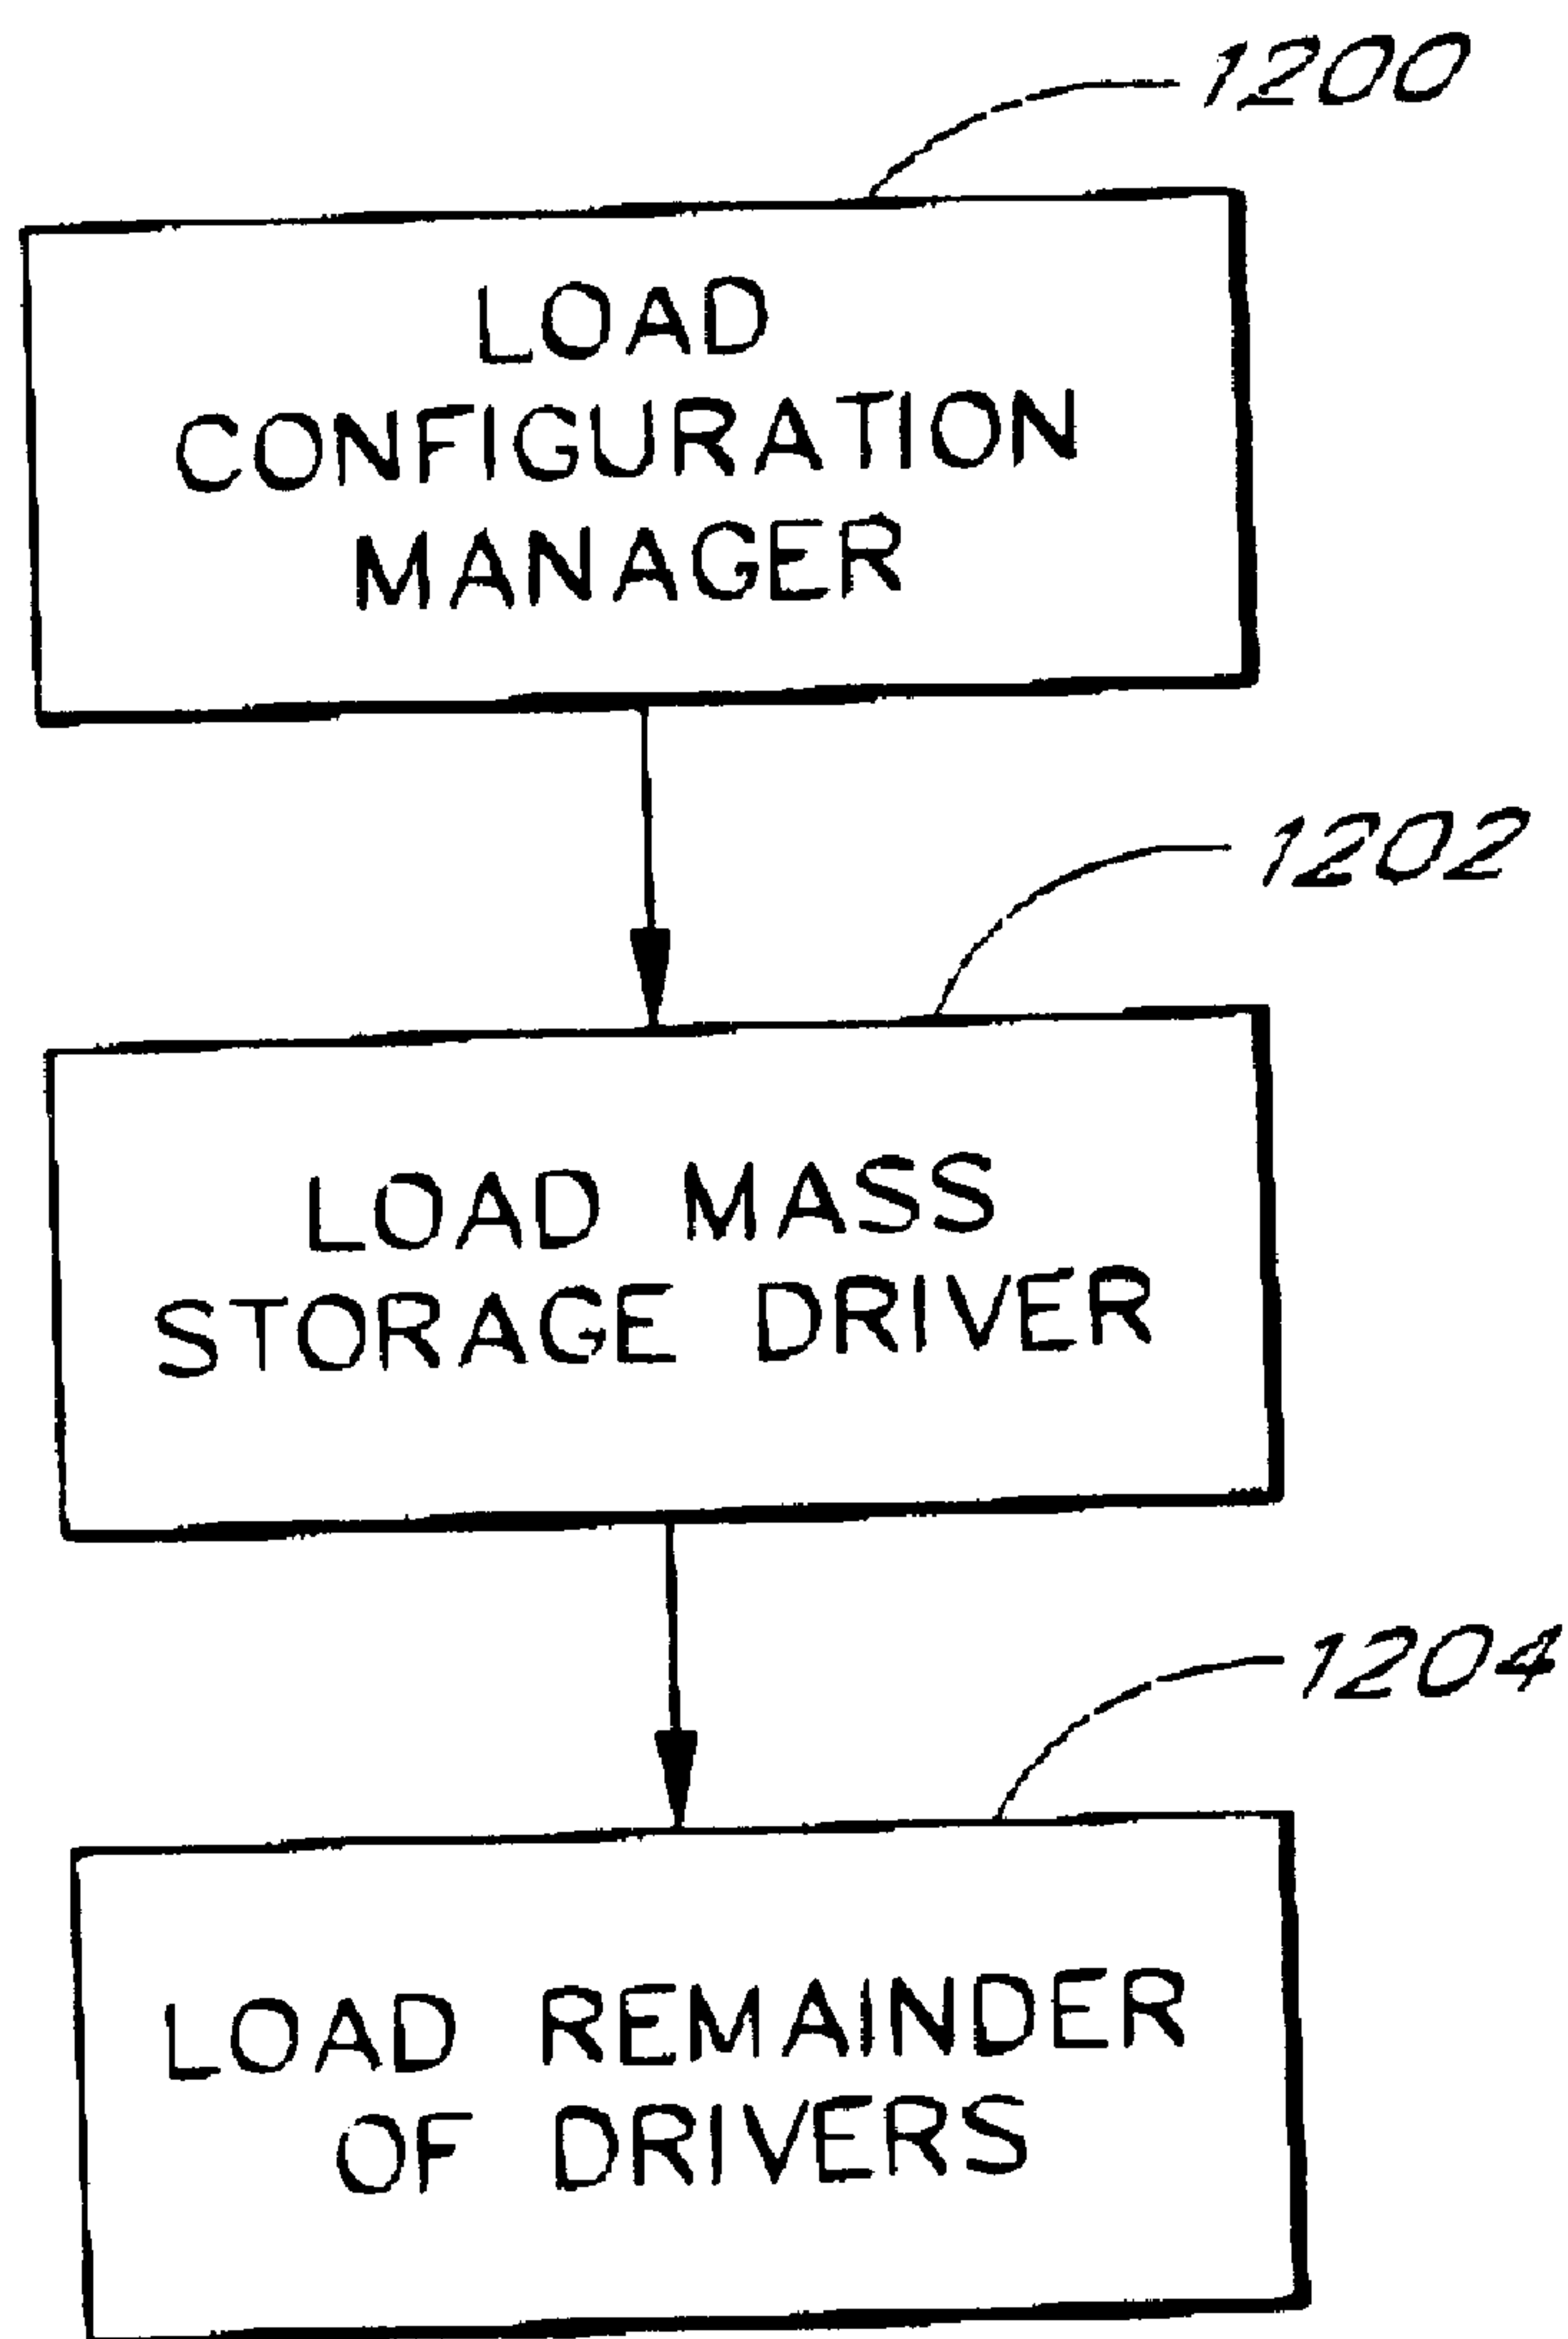 1200
LOAD
CONFIGURATION
MANAGER
1202
LOAD MASS
STORAGE DRIVER
1204
LOAD REMAINDER
OF DRIVERS